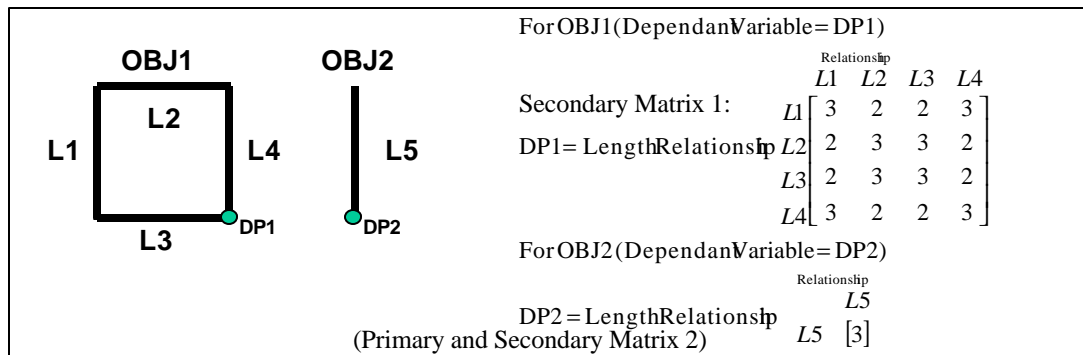 OBJ1 OBJ2
L1 L2 L4 L5
L3 DP1 DP2
For OBJ1(Dependant Variable = DP1)
Relationship
L1 L2 L3 L4
Secondary Matrix 1: L1 3 2 2 3
DP1 = Length Relationship L2 2 3 3 2
L3 2 3 3 2
L4 3 2 2 3
For OBJ2 (Dependant Variable = DP2)
Relationship
L5
DP2 = Length Relationship L5 [3]
(Primary and Secondary Matrix 2)